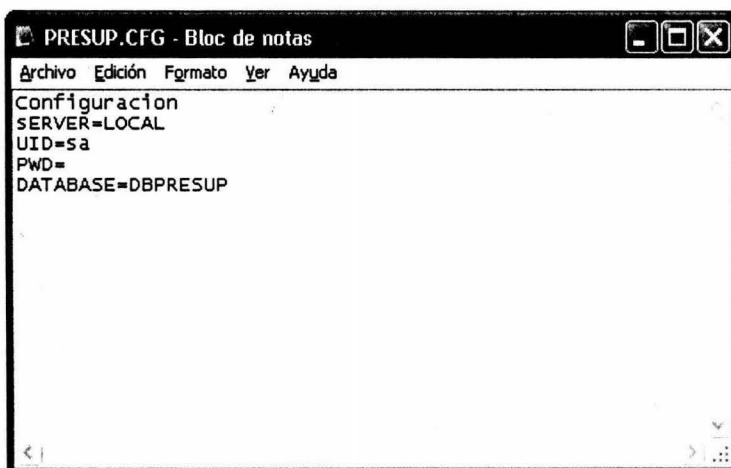 PRESUP.CFG - Bloc de notas
Archivo Edición Formato Ver Ayuda
Configuracion
SERVER=LOCAL
UID=sa
PWD=
DATABASE=DBPRESUP